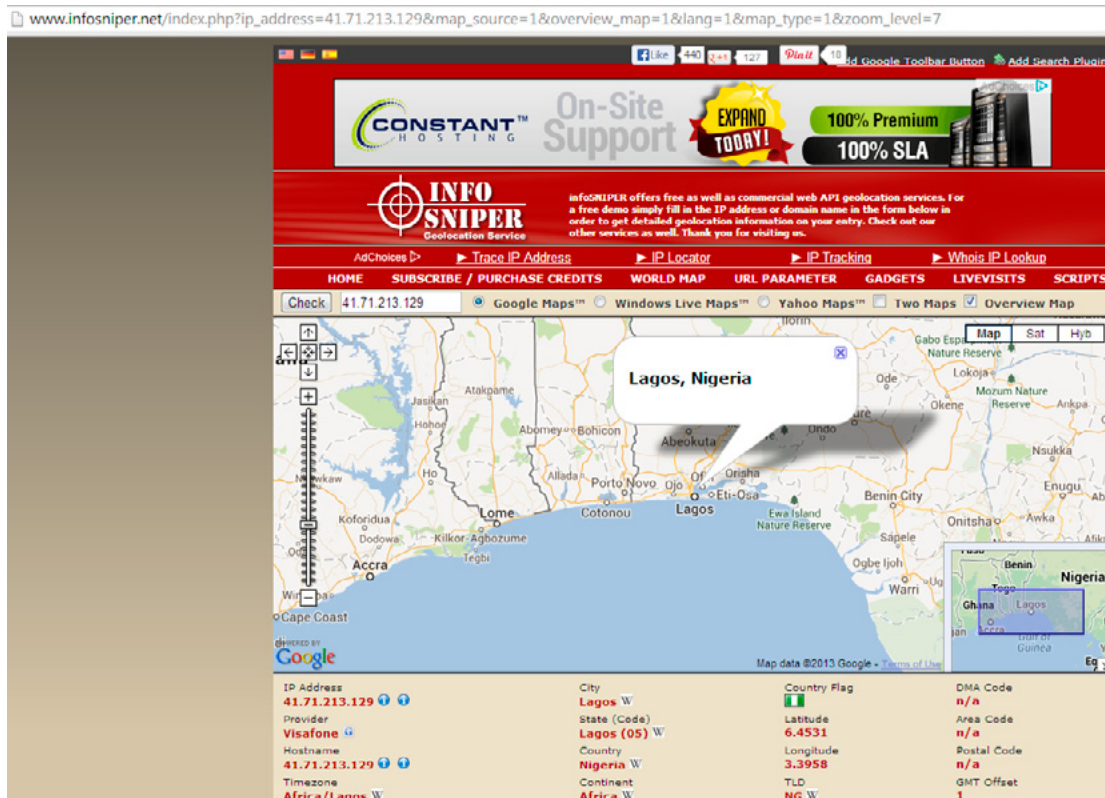 www.infosniper.net/index.php?ip_address=41.71.213.129&map_source=1&overview_map=1&lang=1&map_type=1&zoom_level=7
Like 440 +1 127 Pin it 10 dd Google Toolbar Button Add Search Plugin
AdChoices
CONSTANT™
HOSTING
On-Site
Support
EXPAND
TODAY!
100% Premium
100% SLA
INFO
SNIPER
Geolocation Service
infoSNIPER offers free as well as commercial web API geolocation services. For
a free demo simply fill in the IP address or domain name in the form below in
order to get detailed geolocation information on your entry. Check out our
other services as well. Thank you for visiting us.
AdChoices ► Trace IP Address ► IP Locator ► IP Tracking ► Whois IP Lookup
HOME SUBSCRIBE / PURCHASE CREDITS WORLD MAP URL PARAMETER GADGETS LIVEVISITS SCRIPTS
Check 41.71.213.129 Google Maps™ Windows Live Maps™ Yahoo Maps™ Two Maps Overview Map
Map Sat Hyb
Ilorin
Nature Reserve
Lagos, Nigeria
Lokoja
Ode
Mozum Nature
Reserve
Atakpame
Jasikan
Okene
Ankpa
Hohoe
Abomey Bohicon
Abeokuta
Ondo
Nsukka
Ho
Allada
Porto Novo
Ojo
Orisha
Eti-Osa
Enugu
Benin City
Koforidua
Lome
Cotonou
Lagos
Ewa Island
Nature Reserve
Onitsha
Awka
Dodowa
Kilkor
Agbozume
Sapele
Accra
Tegbi
Ogbe Ijoh
Warri
Benin
Nigeria
Togo
Ghana
Lagos
Accra
Gulf of
Guinea
Cape Coast
POWERED BY
Google
Map data ©2013 Google - Terms of Use
IP Address City Country Flag DMA Code
41.71.213.129 Lagos W n/a
Provider State (Code) Latitude Area Code
Visafone Lagos (05) W 6.4531 n/a
Hostname Country Longitude Postal Code
41.71.213.129 Nigeria W 3.3958 n/a
Timezone Continent TLD GMT Offset
Africa/Lagos W Africa W NG W 1